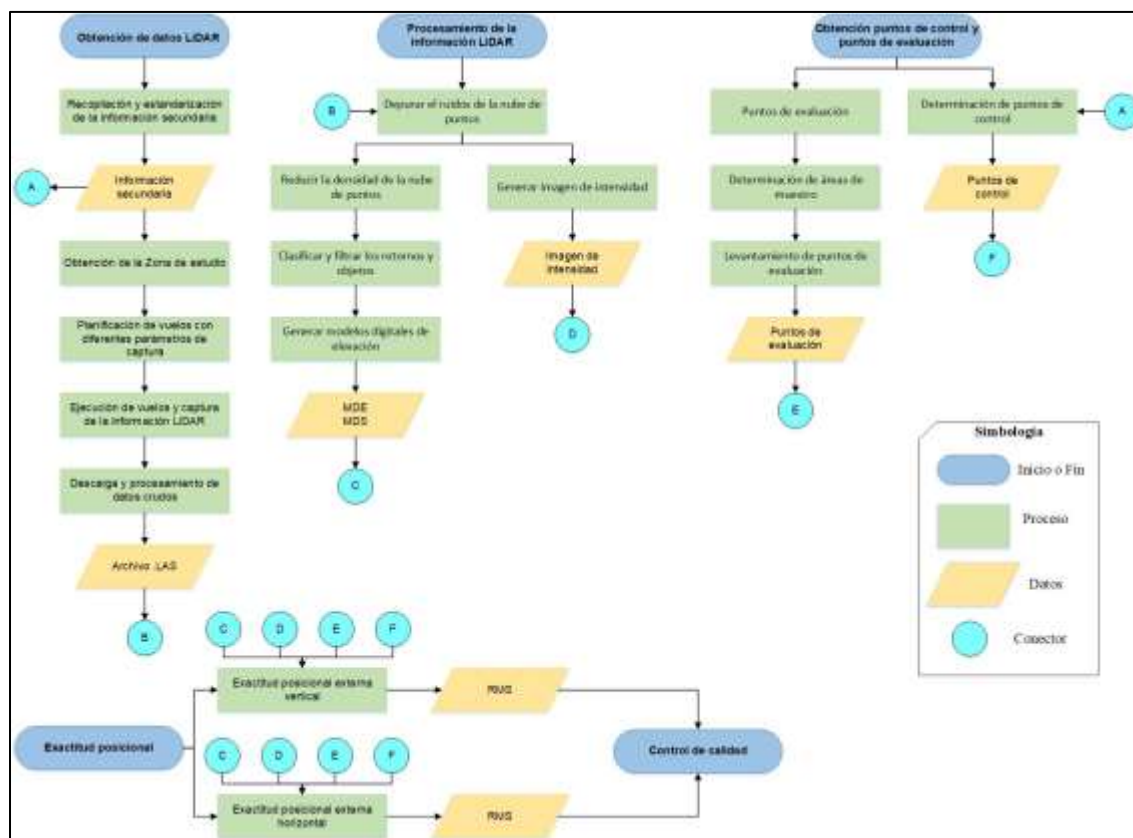 Obtención de datos LiDAR
Recopilación y estandarización
de la información secundaria
A
Información
secundaria
Obtención de la Zona de estudio
Planificación de vuelos con
diferentes parámetros de
captura
Ejecución de vuelos y captura
de la información LiDAR
Descarga y procesamiento de
datos crudos
Archivo .LAS
B
Procesamiento de la
información LiDAR
B
Depurar el ruidos de la nube de
puntos
Reducir la densidad de la nube
de puntos
Generar imagen de intensidad
Clasificar y filtrar los retornos y
objetos
Imagen de
intensidad
D
Generar modelos digitales de
elevación
MDE
MDS
C
Obtención puntos de control y
puntos de evaluación
Puntos de evaluación
Determinación de puntos de
control
A
Determinación de áreas de
muestro
Puntos de
control
F
Levantamiento de puntos de
evaluación
Puntos de
evaluación
E
Simbología
Inicio o Fin
Proceso
Datos
Conector
C D E F
Exactitud posicional externa
vertical
RMS
Exactitud posicional
Control de calidad
C D E F
Exactitud posicional externa
horizontal
RMS